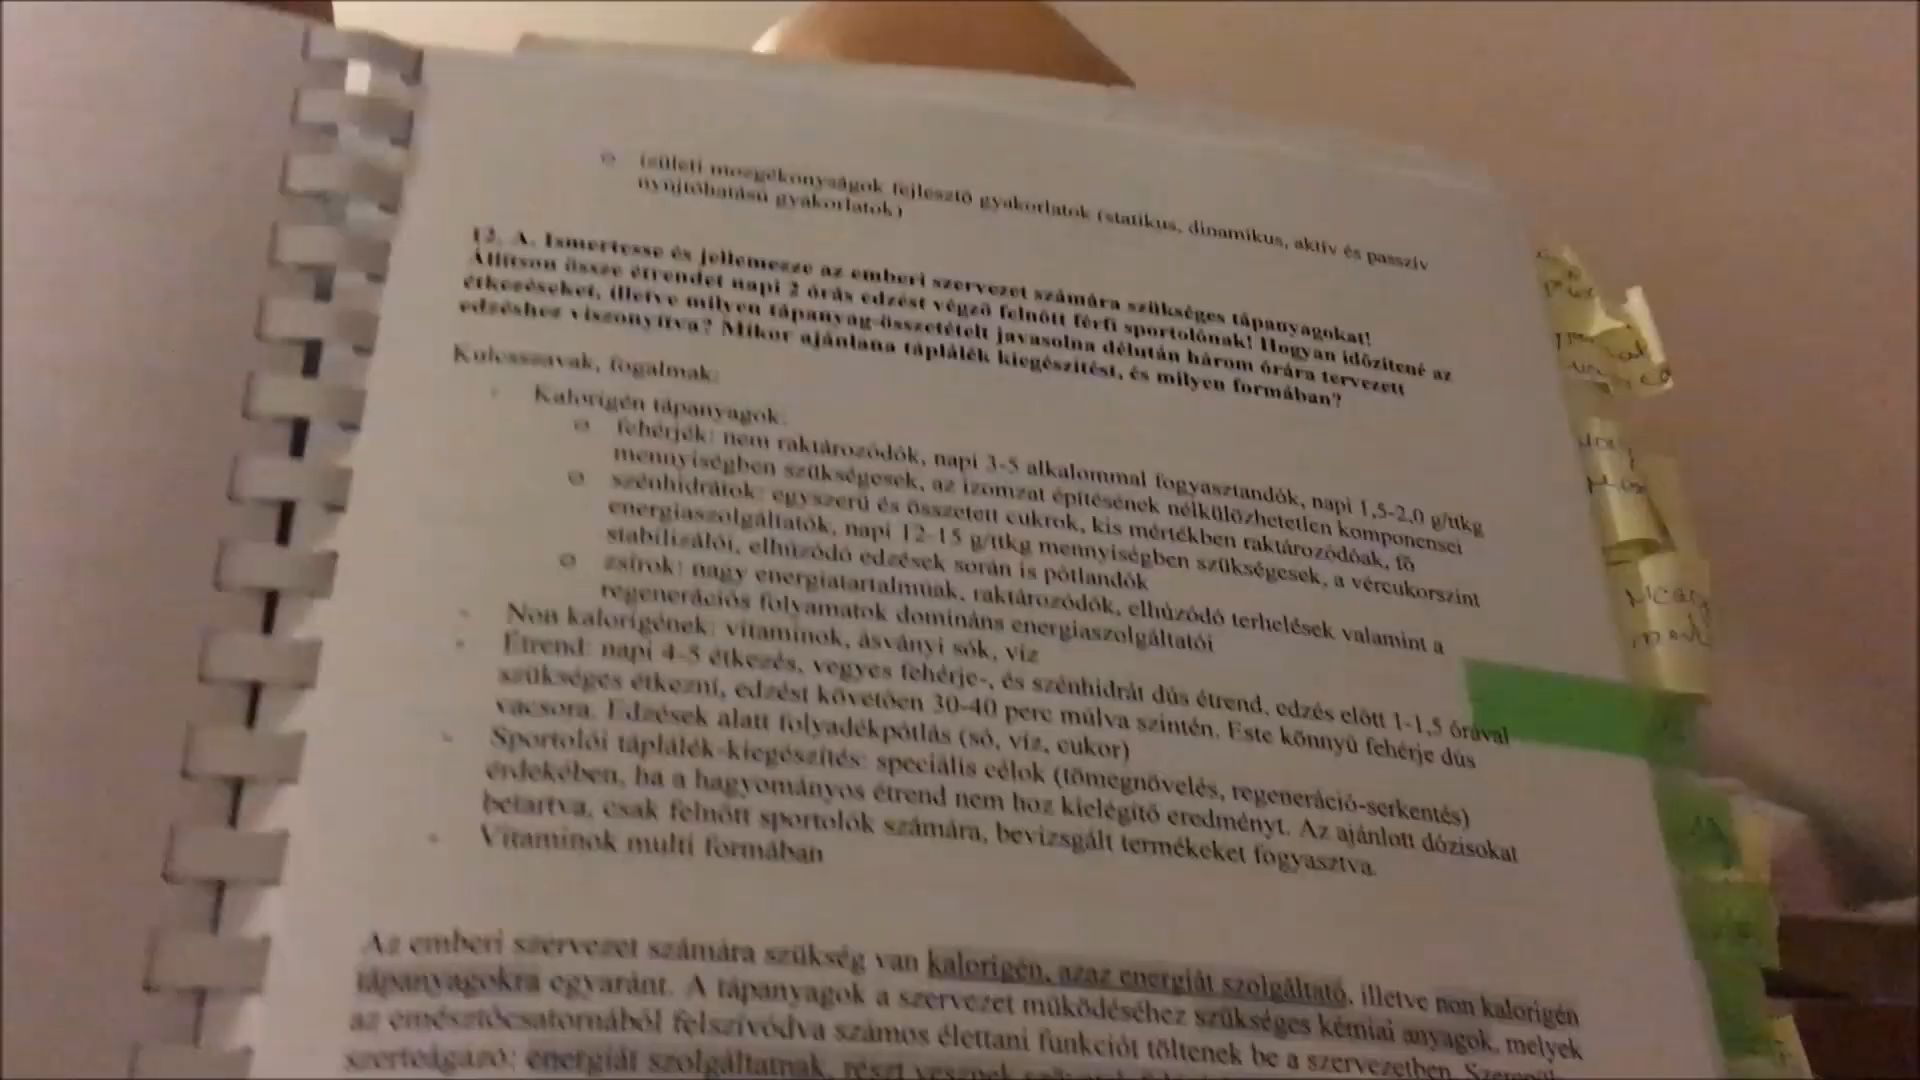 ízületi mozgékonyságok fejlesztő gyakorlatok (statikus, dinamikus, aktív és passzív
nyújtóhatású gyakorlatok)
12. A. Ismertesse és jellemezze az emberi szervezet számára szükséges tápanyagokat!
Állítson össze étrendet napi 2 órás edzést végző felnőtt férfi sportolónak! Hogyan időzítené az
étkezéseket, illetve milyen tápanyag-összetételt javasolna délután három órára tervezett
edzéshez viszonyítva? Mikor ajánlana táplálék kiegészítést, és milyen formában?
Kulcsszavak, fogalmak:
- Kalorigén tápanyagok:
o fehérjék: nem raktározódók, napi 3-5 alkalommal fogyasztandók, napi 1,5-2,0 g/ttkg
mennyiségben szükségesek, az izomzat építésének nélkülözhetetlen komponensei
o szénhidrátok: egyszerű és összetett cukrok, kis mértékben raktározódóak, fő
energiaszolgáltatók, napi 12-15 g/ttkg mennyiségben szükségesek, a vércukorszint
stabilizálói, elhúzódó edzések során is pótlandók
o zsírok: nagy energiatartalmúak, raktározódók, elhúzódó terhelések valamint a
regenerációs folyamatok domináns energiaszolgáltatói
- Non kalorigének: vitaminok, ásványi sók, víz
- Étrend: napi 4-5 étkezés, vegyes fehérje-, és szénhidrát dús étrend, edzés előtt 1-1,5 órával
szükséges étkezni, edzést követően 30-40 perc múlva szintén. Este könnyű fehérje dús
vacsora. Edzések alatt folyadékpótlás (só, víz, cukor)
- Sportolói táplálék-kiegészítés: speciális célok (tömegnövelés, regeneráció-serkentés)
érdekében, ha a hagyományos étrend nem hoz kielégítő eredményt. Az ajánlott dózisokat
betartva, csak felnőtt sportolók számára, bevizsgált termékeket fogyasztva.
- Vitaminok multi formában
Az emberi szervezet számára szükség van kalorigén, azaz energiát szolgáltató, illetve non kalorigén
tápanyagokra egyaránt. A tápanyagok a szervezet működéséhez szükséges kémiai anyagok, melyek
az emésztőcsatornából felszívódva számos élettani funkciót töltenek be a szervezetben.
szerteágazó: energiát szolgáltatnak, részt vesznek